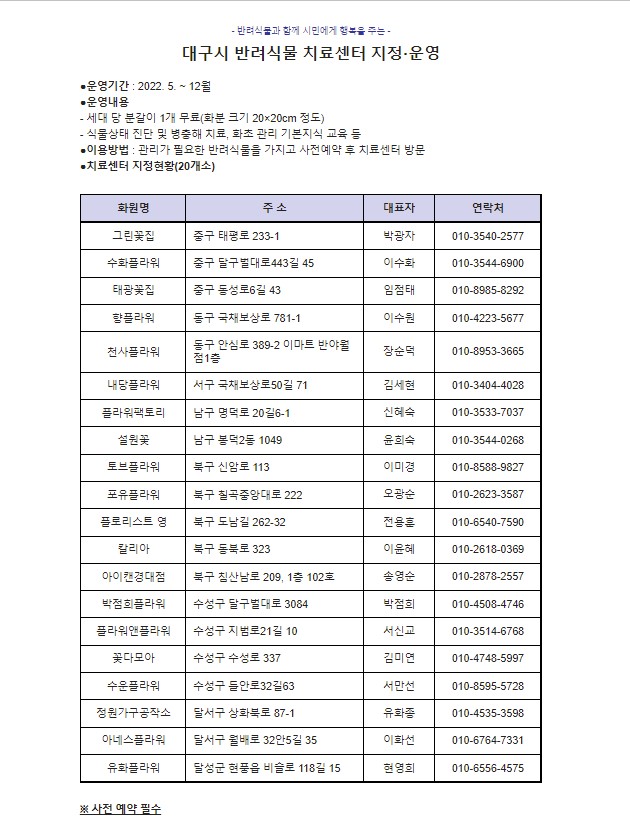 - 반려식물과 함께 시민에게 행복을 주는 -
대구시 반려식물 치료센터 지정·운영
●운영기간 : 2022. 5. ~ 12월
●운영내용
- 세대 당 분갈이 1개 무료(화분 크기 20×20cm 정도)
- 식물상태 진단 및 병충해 치료, 화초 관리 기본지식 교육 등
●이용방법 : 관리가 필요한 반려식물을 가지고 사전예약 후 치료센터 방문
●치료센터 지정현황(20개소)
화원명 주 소 대표자 연락처
그린꽃집 중구 태평로 233-1 박광자 010-3540-2577
수화플라워 중구 달구벌대로443길 45 이수화 010-3544-6900
태광꽃집 중구 동성로6길 43 임점태 010-8985-8292
향플라워 동구 국채보상로 781-1 이수원 010-4223-5677
천사플라워 동구 안심로 389-2 이마트 반야월
점1층 장순덕 010-8953-3665
내당플라워 서구 국채보상로50길 71 김세현 010-3404-4028
플라워팩토리 남구 명덕로 20길6-1 신혜숙 010-3533-7037
설원꽃 남구 봉덕2동 1049 윤희숙 010-3544-0268
토브플라워 북구 신암로 113 이미경 010-8588-9827
포유플라워 북구 칠곡중앙대로 222 오광순 010-2623-3587
플로리스트 영 북구 도남길 262-32 전용훈 010-6540-7590
칼리아 북구 동북로 323 이윤혜 010-2618-0369
아이캔경대점 북구 침산남로 209, 1층 102호 송영순 010-2878-2557
박점희플라워 수성구 달구벌대로 3084 박점희 010-4508-4746
플라워앤플라워 수성구 지범로21길 10 서신교 010-3514-6768
꽃다모아 수성구 수성로 337 김미연 010-4748-5997
수운플라워 수성구 들안로32길63 서만선 010-8595-5728
정원가구공작소 달서구 상화북로 87-1 유화종 010-4535-3598
아네스플라워 달서구 월배로 32안5길 35 이화선 010-6764-7331
유화플라워 달성군 현풍읍 비슬로 118길 15 현영희 010-6556-4575
※ 사전 예약 필수